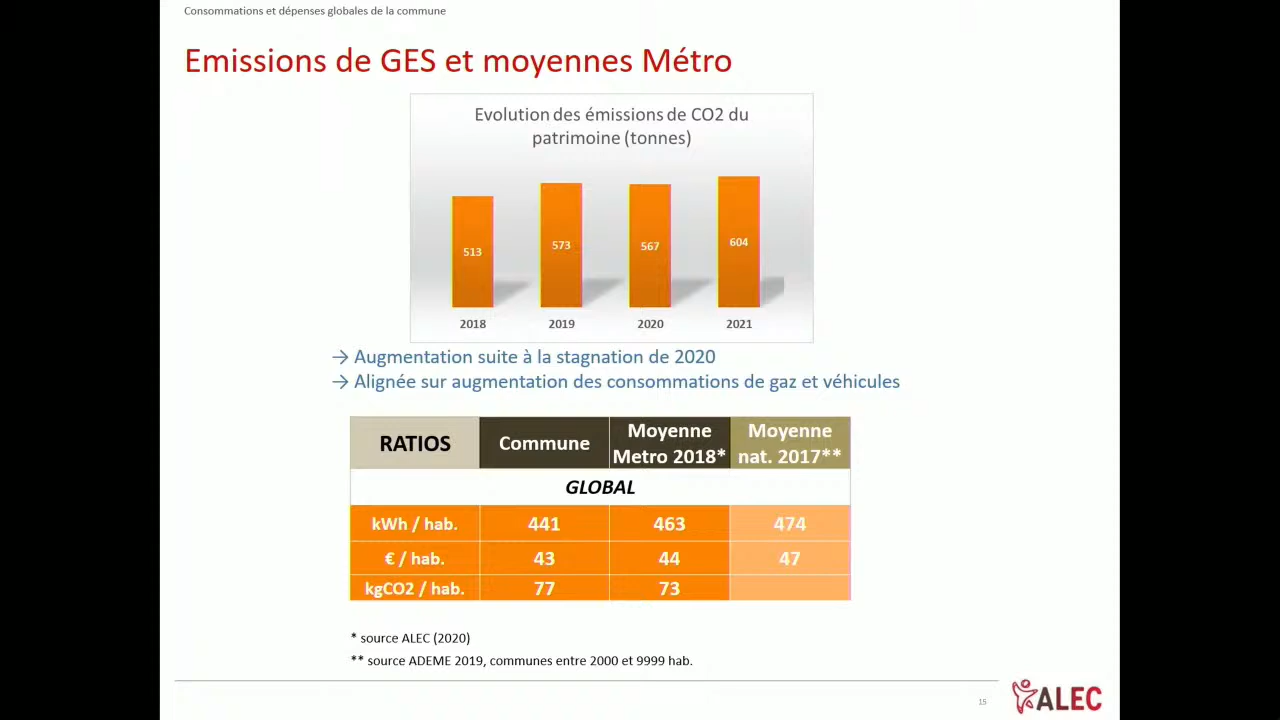 Consommations et dépenses globales de la commune
Emissions de GES et moyennes Métro
Evolution des émissions de CO2 du
patrimoine (tonnes)
513
573
567
604
2018
2019
2020
2021
→ Augmentation suite à la stagnation de 2020
→ Alignée sur augmentation des consommations de gaz et véhicules
RATIOS
Commune
Moyenne
Metro 2018*
Moyenne
nat. 2017**
GLOBAL
kWh / hab.
441
463
474
€ / hab.
43
44
47
kgCO2 / hab.
77
73
* source ALEC (2020)
** source ADEME 2019, communes entre 2000 et 9999 hab.
15
ALEC